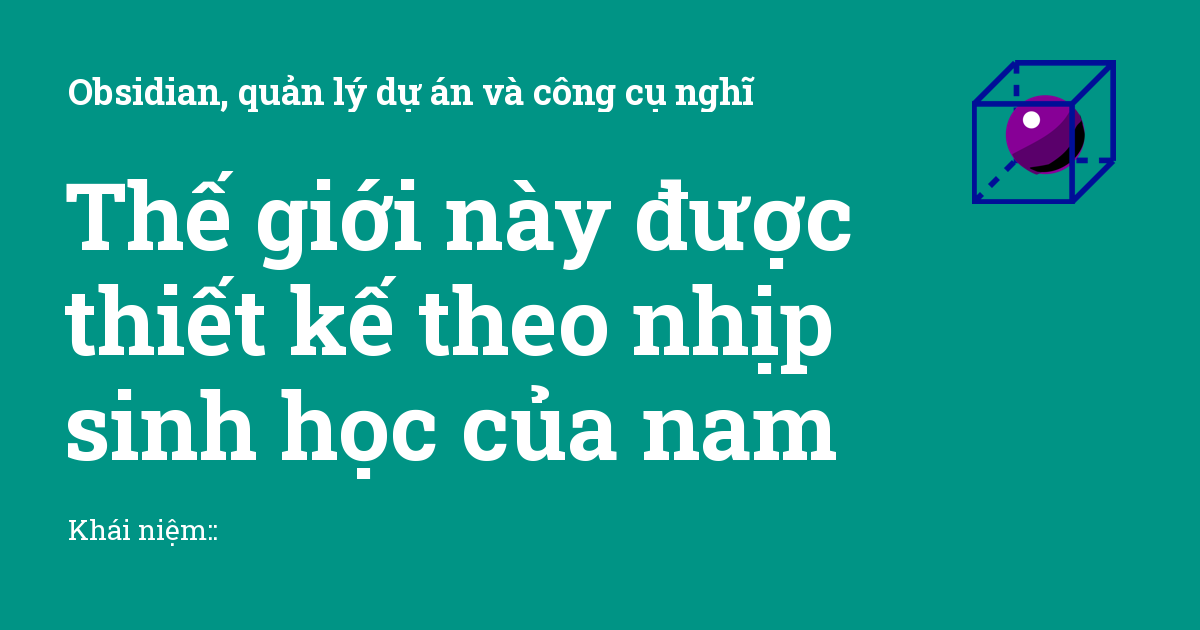 Obsidian, quản lý dự án và công cụ nghĩ
Thế giới này được
thiết kế theo nhịp
sinh học của nam
Khái niệm::